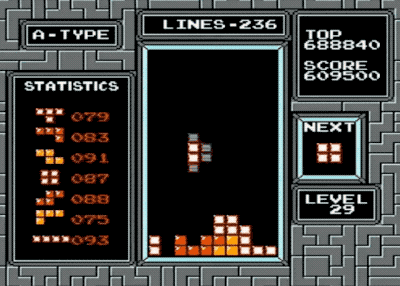 A-TYPE
LINES-236
TOP
688840
SCORE
609500
STATISTICS
079
083
091
087
088
075
093
NEXT
LEVEL
29